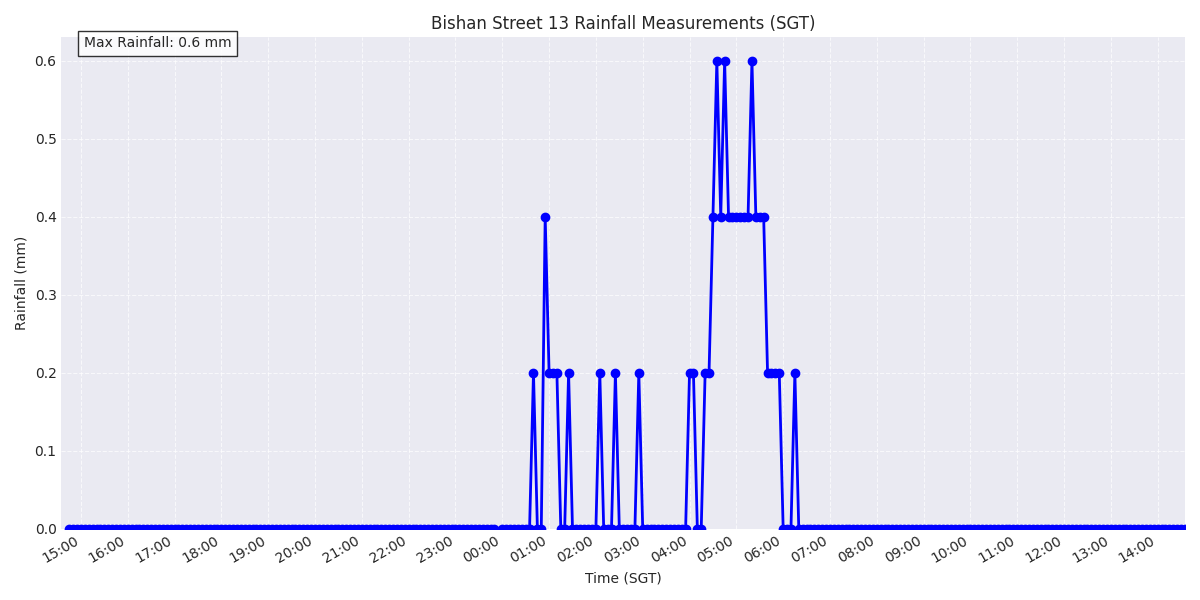 Bishan Street 13 Rainfall Measurements (SGT)
Max Rainfall: 0.6 mm
Rainfall (mm)
0.6
0.5
0.4
0.3
0.2
0.1
0.0
15:00 16:00 17:00 18:00 19:00 20:00 21:00 22:00 23:00 00:00 01:00 02:00 03:00 04:00 05:00 06:00 07:00 08:00 09:00 10:00 11:00 12:00 13:00 14:00
Time (SGT)